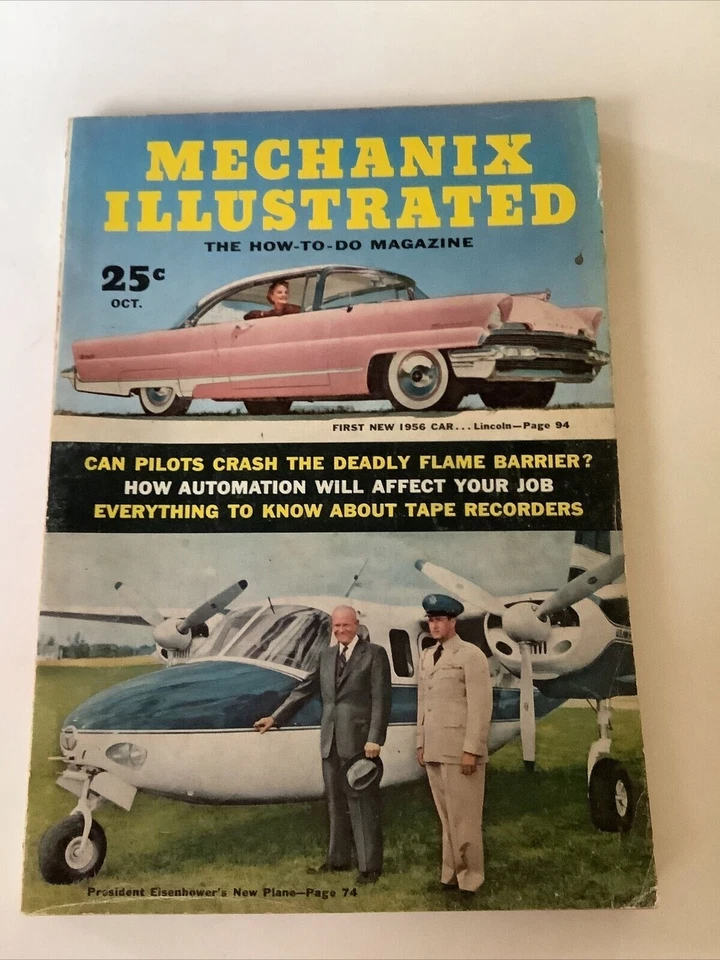 MECHANIX
ILLUSTRATED
THE HOW-TO-DO MAGAZINE
25c
OCT.
FIRST NEW 1956 CAR... Lincoln—Page 94
CAN PILOTS CRASH THE DEADLY FLAME BARRIER?
HOW AUTOMATION WILL AFFECT YOUR JOB
EVERYTHING TO KNOW ABOUT TAPE RECORDERS
President Eisenhower's New Plane—Page 74